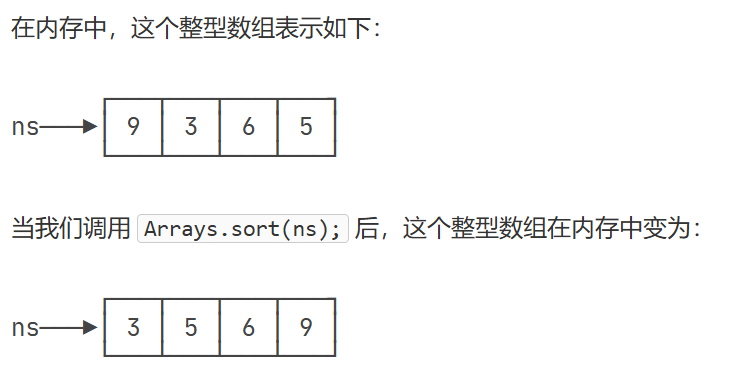 在内存中，这个整型数组表示如下：
ns 9 3 6 5
当我们调用 Arrays.sort(ns); 后，这个整型数组在内存中变为：
ns 3 5 6 9